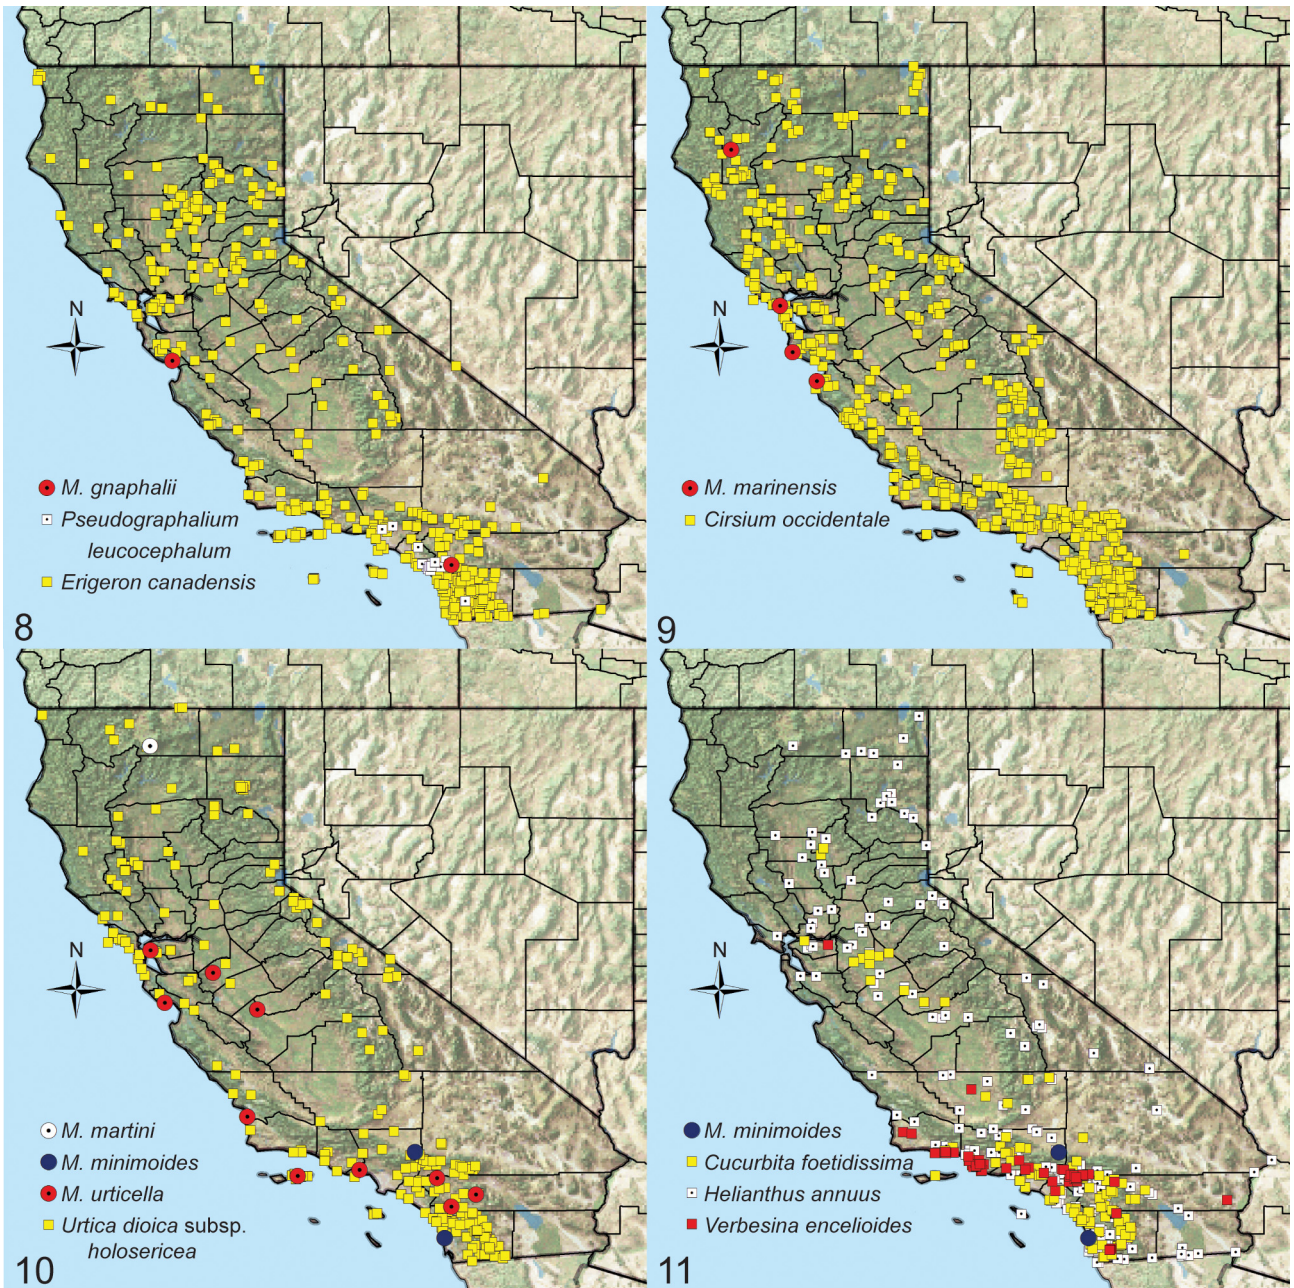 N
M. gnaphalii
Pseudographalium
leucocephalum
Erigeron canadensis
8
N
M. marinensis
Cirsium occidentale
9
N
M. martini
M. minimoides
M. urticella
Urtica dioica subsp.
holosericea
10
N
M. minimoides
Cucurbita foetidissima
Helianthus annuus
Verbesina encelioides
11